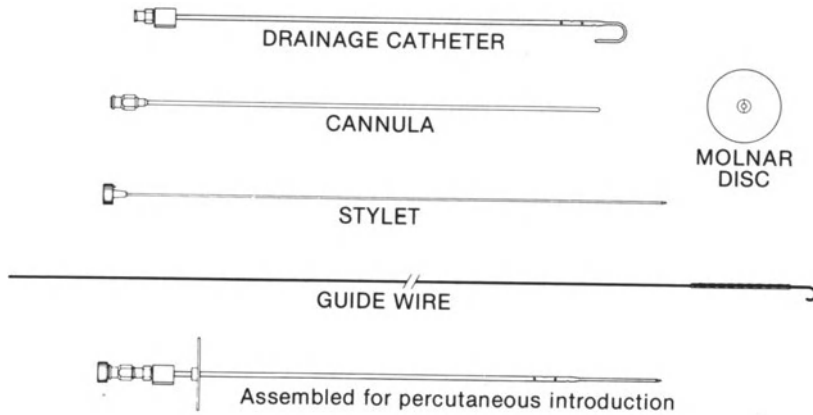 DRAINAGE CATHETER
CANNULA
MOLNAR
DISC
STYLET
GUIDE WIRE
Assembled for percutaneous introduction